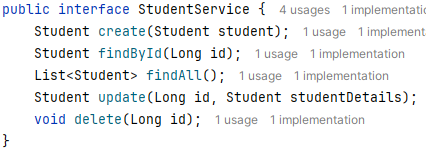 public interface StudentService { 4 usages 1 implementation
Student create(Student student); 1 usage 1 implementation
Student findById(Long id); 1 usage 1 implementation
List<Student> findAll(); 1 usage 1 implementation
Student update(Long id, Student studentDetails);
void delete(Long id); 1 usage 1 implementation
}